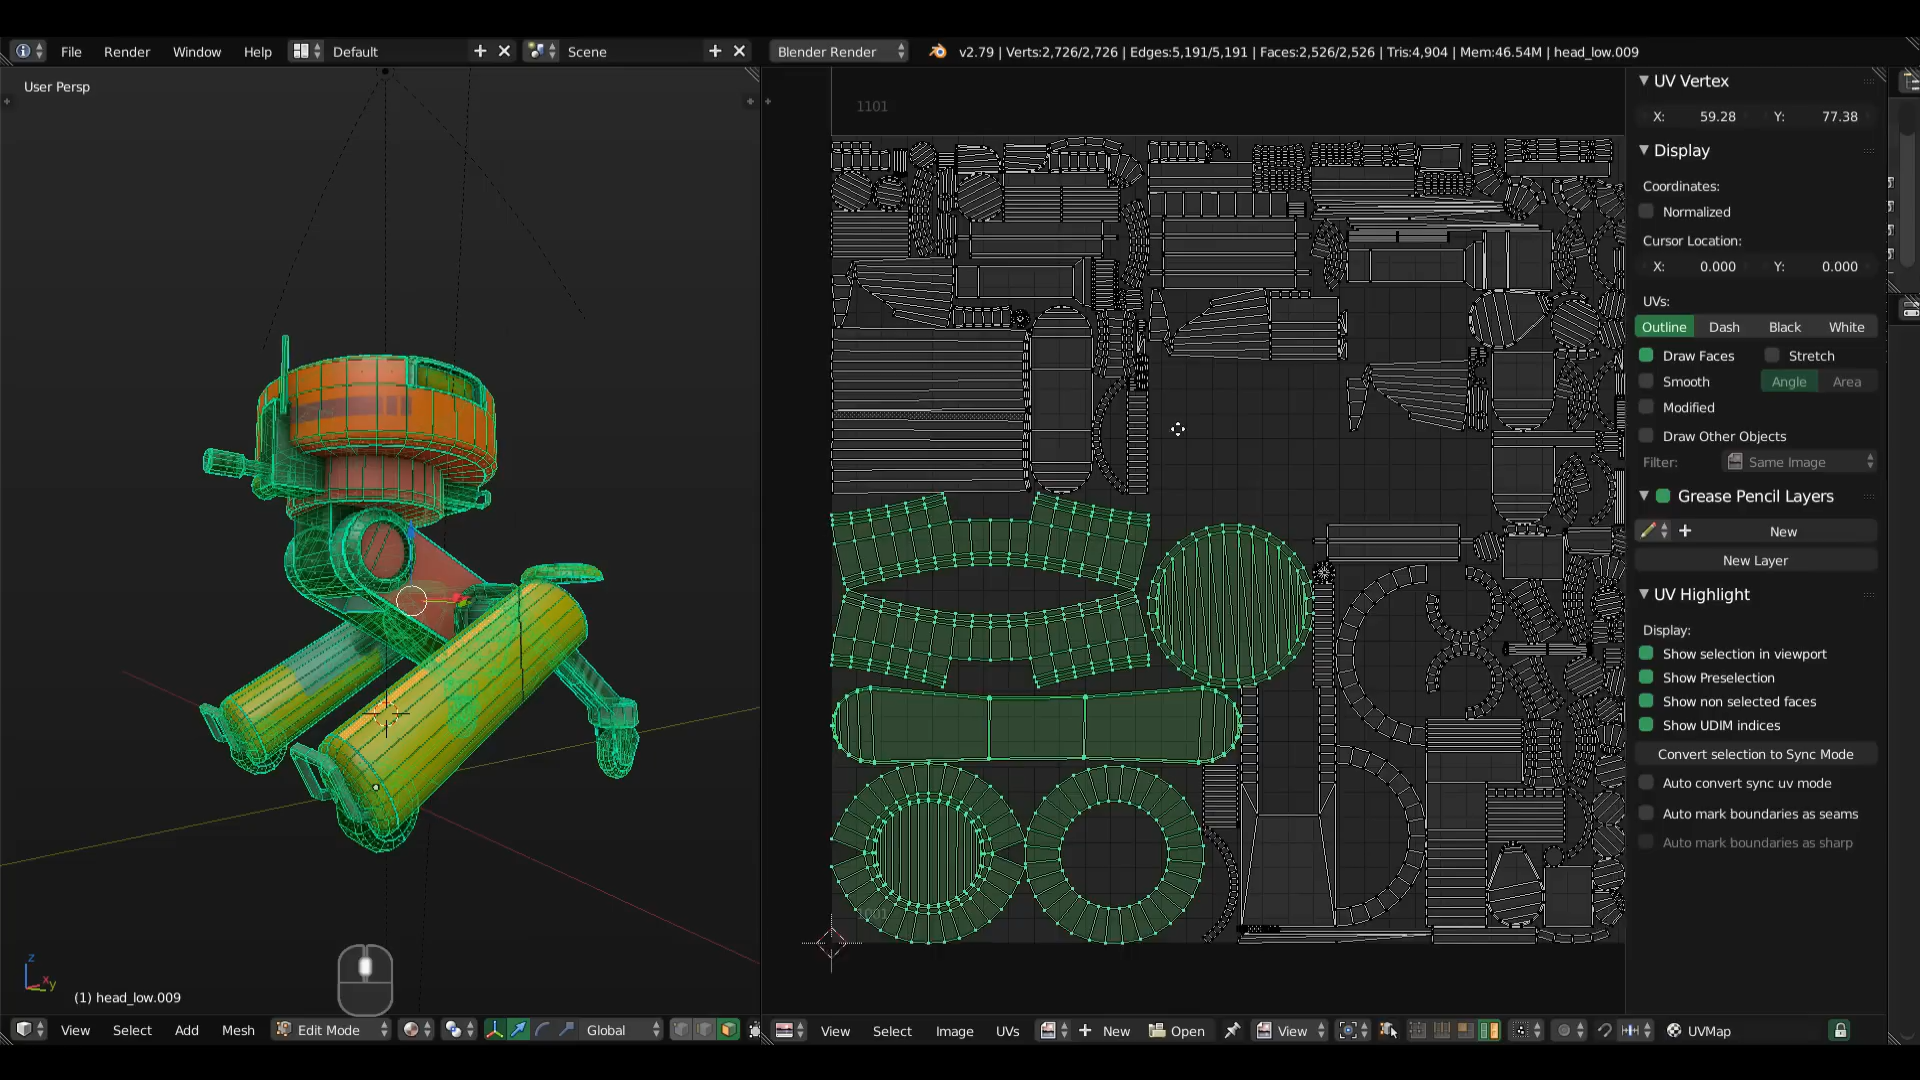 File Render Window Help Default Scene Blender Render v2.79 | Verts:2,726/2,726 | Edges:5,191/5,191 | Faces:2,526/2,526 | Tris:4,904 | Mem:46.54M | head_low.009
User Persp
1101
1001
(1) head_low.009
z
x
y
View Select Add Mesh Edit Mode Global
View Select Image UVs New Open View UVMap
UV Vertex
X: 59.28 Y: 77.38
Display
Coordinates:
Normalized
Cursor Location:
X: 0.000 Y: 0.000
UVs:
Outline Dash Black White
Draw Faces Stretch
Smooth Angle Area
Modified
Draw Other Objects
Filter: Same Image
Grease Pencil Layers
New
New Layer
UV Highlight
Display:
Show selection in viewport
Show Preselection
Show non selected faces
Show UDIM indices
Convert selection to Sync Mode
Auto convert sync uv mode
Auto mark boundaries as seams
Auto mark boundaries as sharp